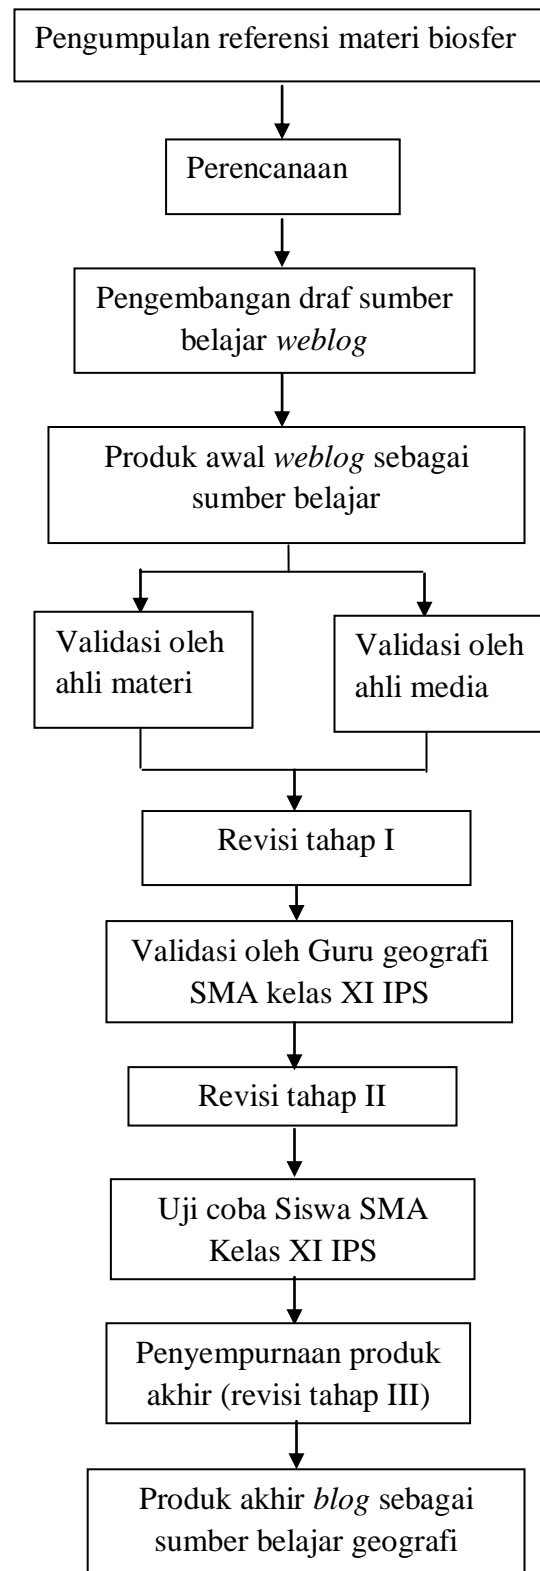 Pengumpulan referensi materi biosfer
Perencanaan
Pengembangan draf sumber
belajar weblog
Produk awal weblog sebagai
sumber belajar
Validasi oleh
ahli materi
Validasi oleh
ahli media
Revisi tahap I
Validasi oleh Guru geografi
SMA kelas XI IPS
Revisi tahap II
Uji coba Siswa SMA
Kelas XI IPS
Penyempurnaan produk
akhir (revisi tahap III)
Produk akhir blog sebagai
sumber belajar geografi